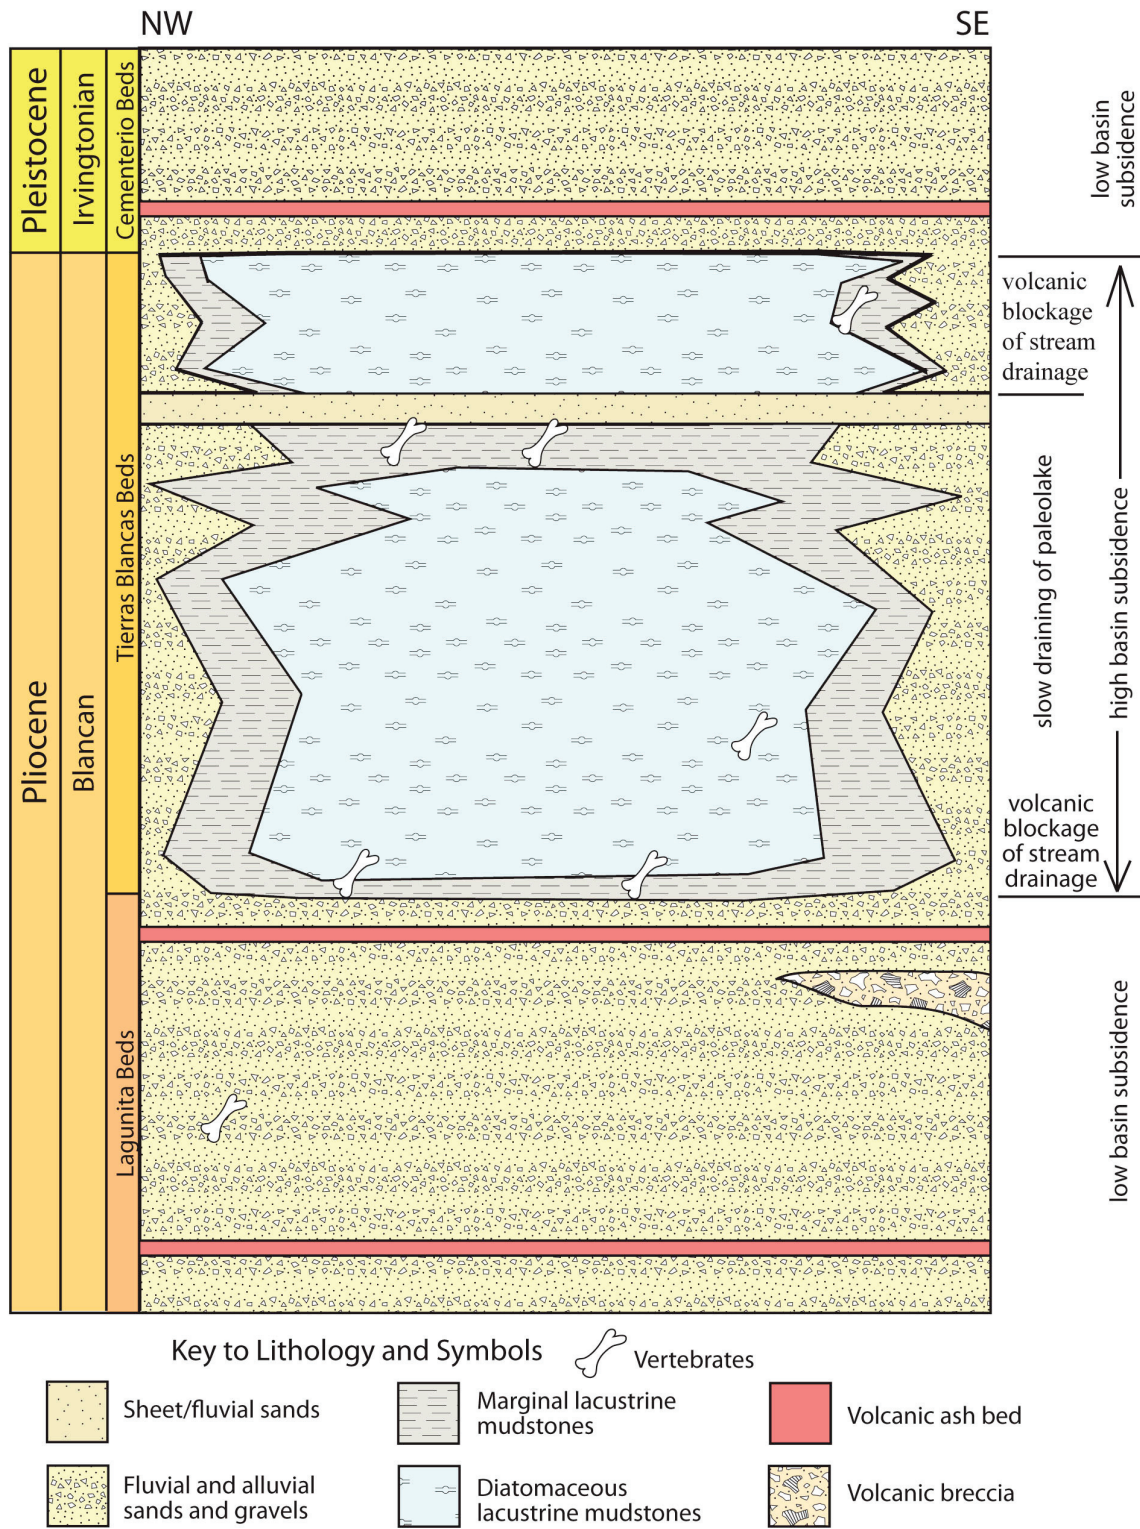 NW
SE
Pleistocene
Irvingtonian
Cementerio Beds
low basin
subsidence
Pliocene
Blancan
Tierras Blancas Beds
volcanic
blockage
of stream
drainage
slow draining of paleolake
high basin subsidence
volcanic
blockage
of stream
drainage
Lagunita Beds
low basin subsidence
Key to Lithology and Symbols
Vertebrates
Sheet/fluvial sands
Marginal lacustrine
mudstones
Volcanic ash bed
Fluvial and alluvial
sands and gravels
Diatomaceous
lacustrine mudstones
Volcanic breccia